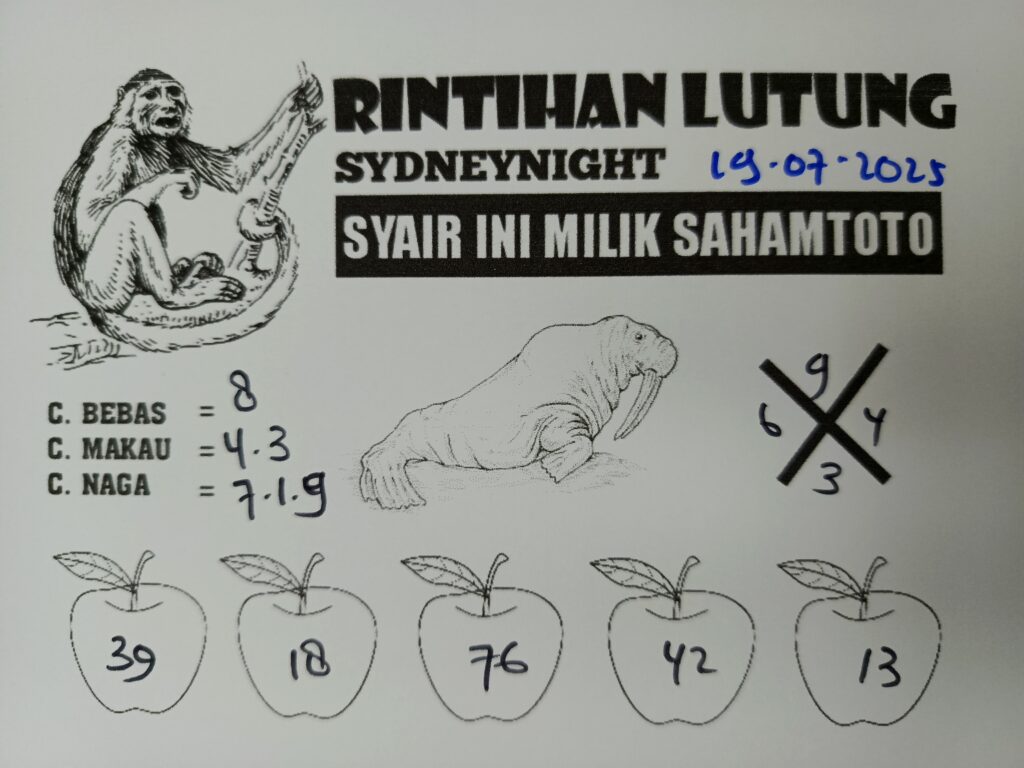 RINTIHAN LUTUNG
SYDNEYNIGHT 19.07.2025
SYAIR INI MILIK SAHAMTOTO
C. BEBAS = 8
C. MAKAU = 4.3
C. NAGA = 7.1.9
9
6 4
3
39 18 76 42 13